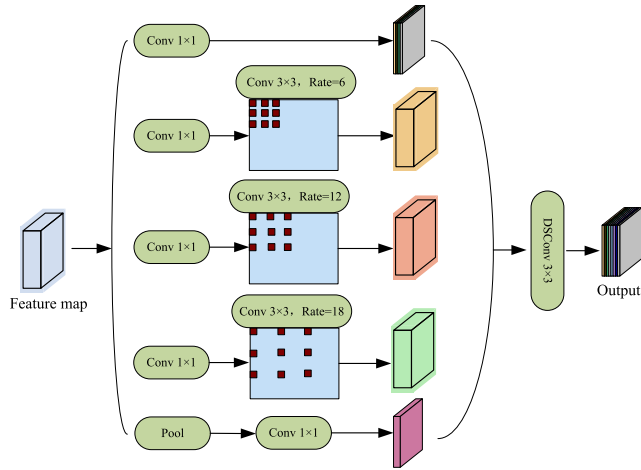 Conv 1×1
Conv 3×3，Rate=6
Conv 1×1
Conv 3×3，Rate=12
Conv 1×1
Feature map
DSConv 3×3
Output
Conv 3×3，Rate=18
Conv 1×1
Pool
Conv 1×1